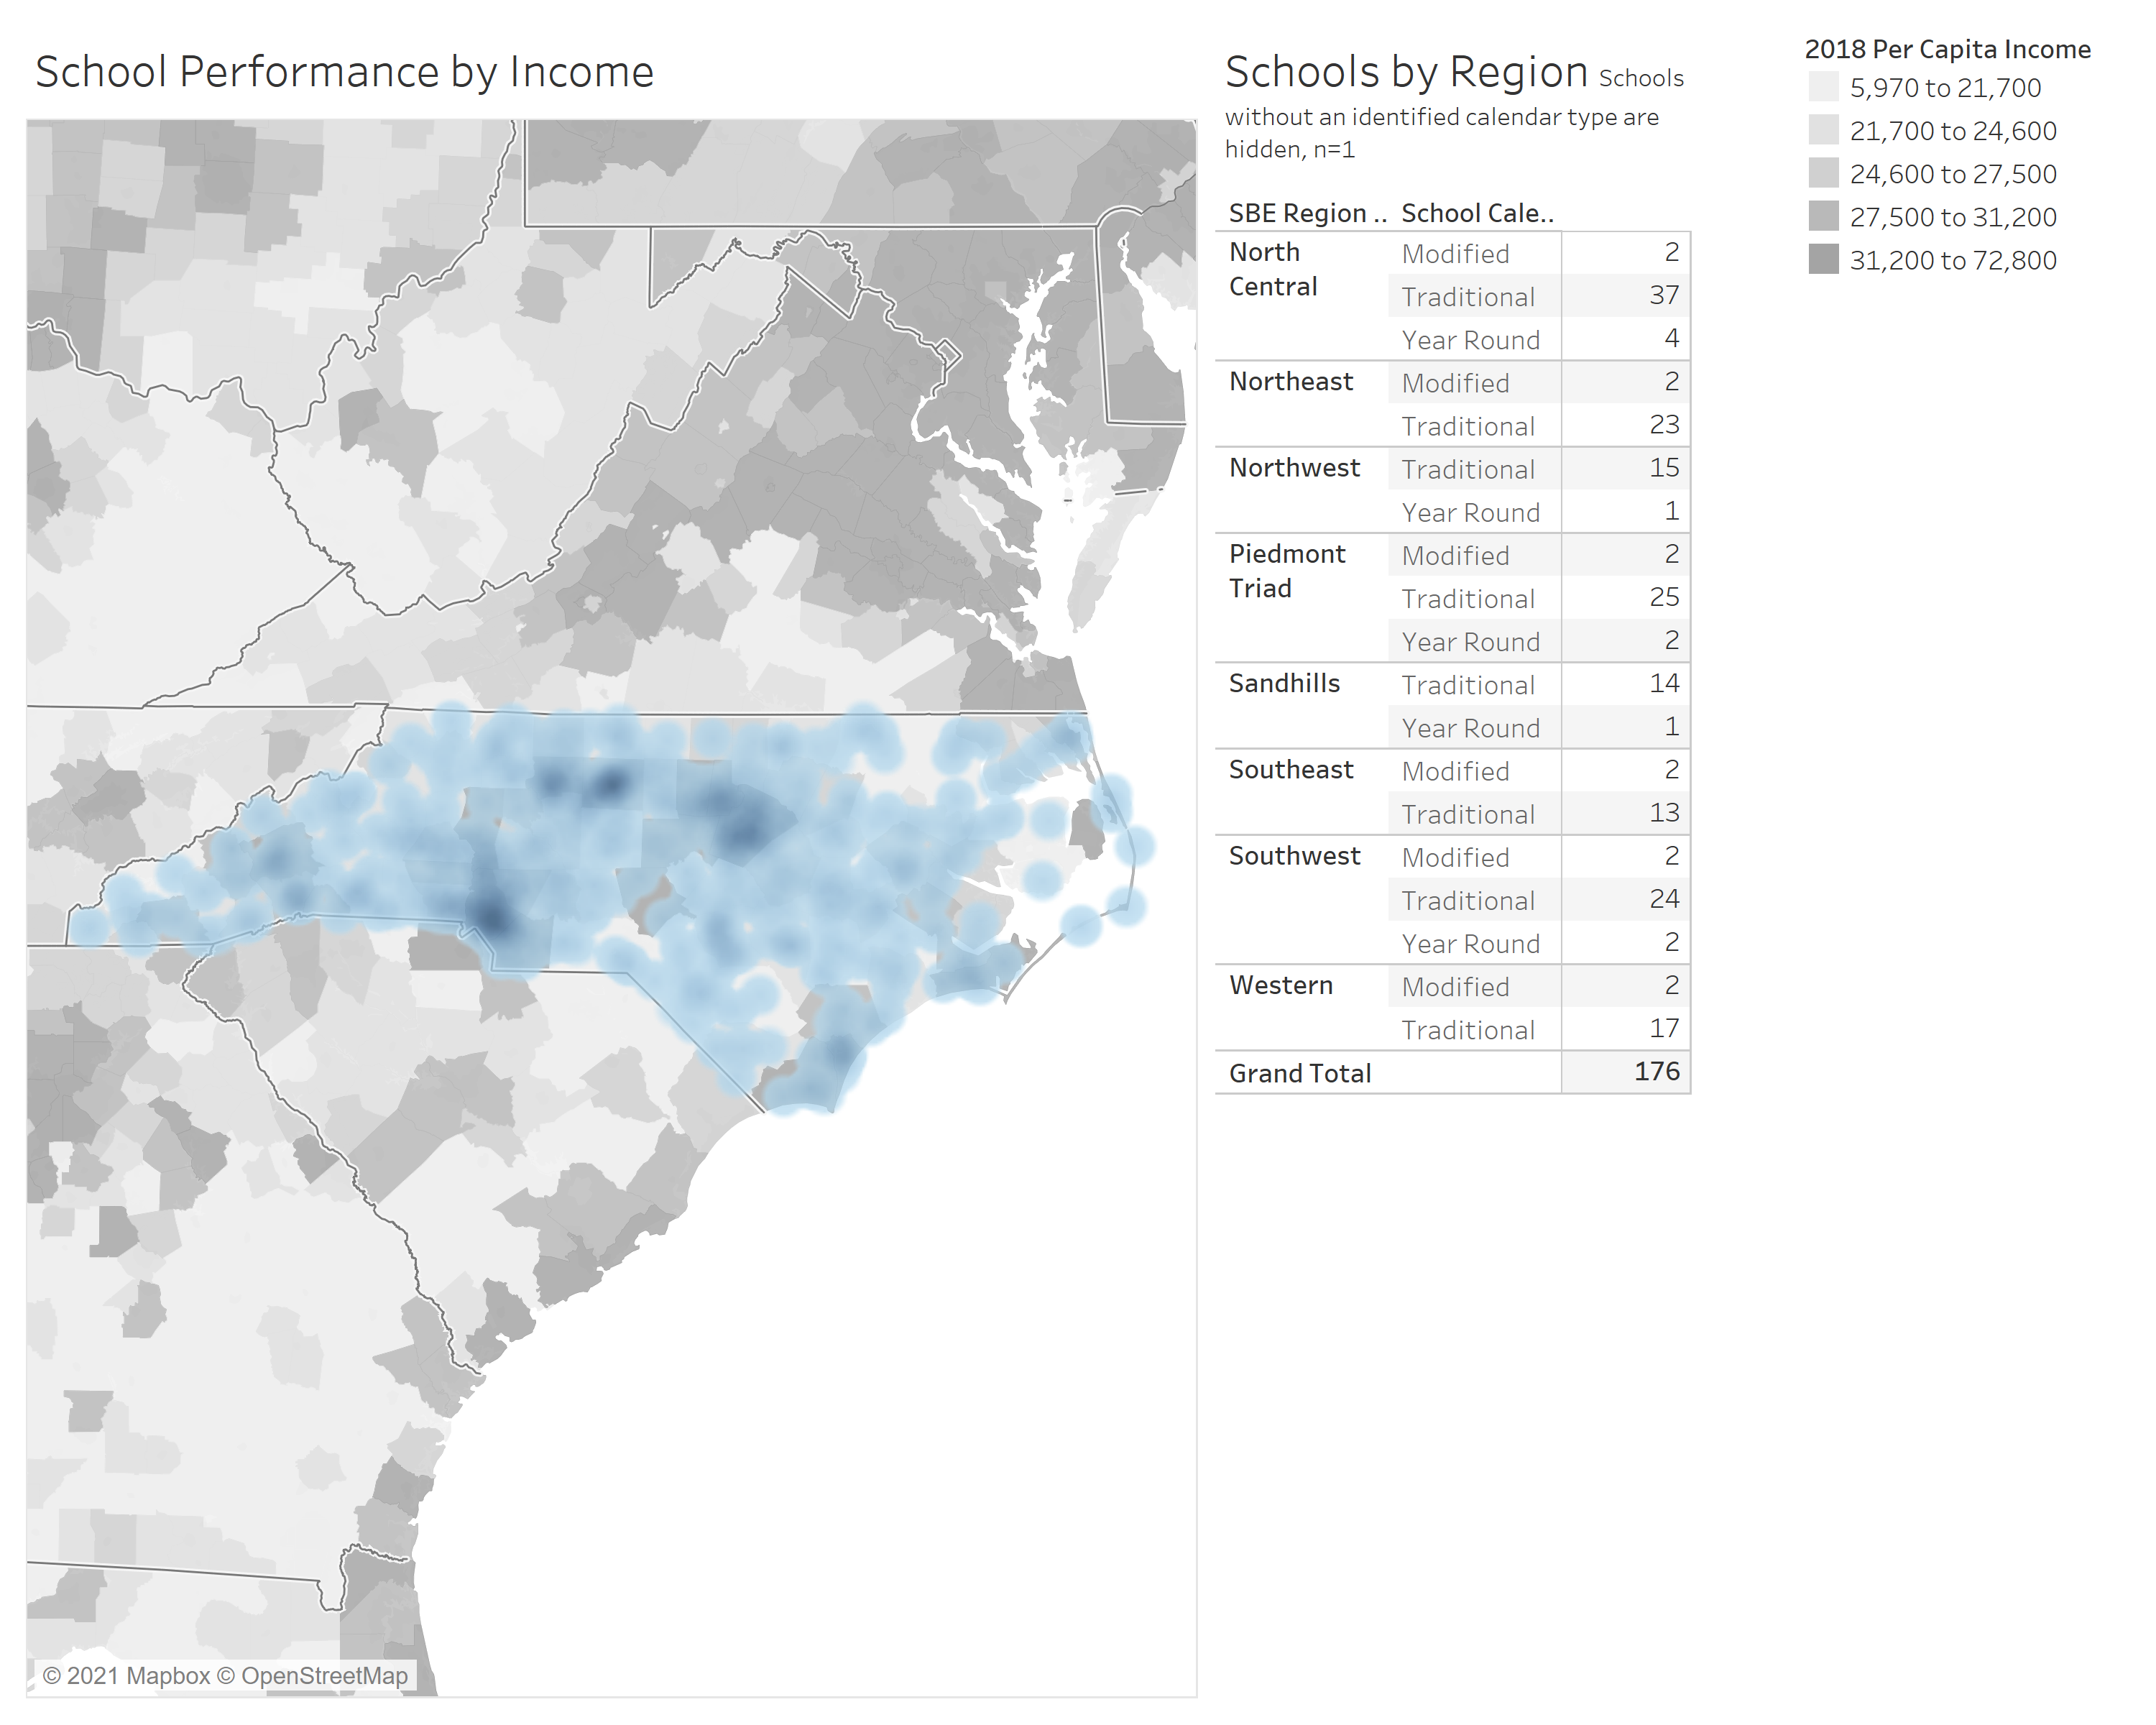 School Performance by Income
© 2021 Mapbox © OpenStreetMap
Schools by Region Schools
without an identified calendar type are
hidden, n=1
SBE Region .. School Cale..
North
Central
Modified 2
Traditional 37
Year Round 4
Northeast Modified 2
Traditional 23
Northwest Traditional 15
Year Round 1
Piedmont
Triad
Modified 2
Traditional 25
Year Round 2
Sandhills Traditional 14
Year Round 1
Southeast Modified 2
Traditional 13
Southwest Modified 2
Traditional 24
Year Round 2
Western Modified 2
Traditional 17
Grand Total 176
2018 Per Capita Income
5,970 to 21,700
21,700 to 24,600
24,600 to 27,500
27,500 to 31,200
31,200 to 72,800